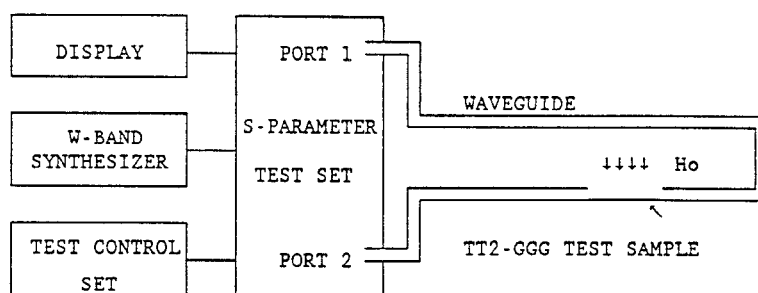 DISPLAY
W-BAND
SYNTHESIZER
TEST CONTROL
SET
PORT 1
S-PARAMETER
TEST SET
PORT 2
WAVEGUIDE
↓↓↓↓ Ho
TT2-GGG TEST SAMPLE